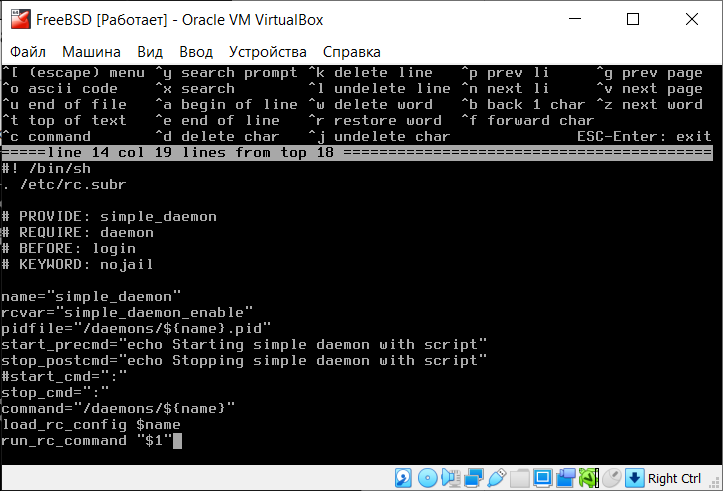 FreeBSD [Работает] - Oracle VM VirtualBox
Файл Машина Вид Ввод Устройства Справка
^[ (escape) menu ^y search prompt ^k delete line ^p prev li ^g prev page
^o ascii code ^x search ^l undelete line ^n next li ^v next page
^u end of file ^a begin of line ^w delete word ^b back 1 char ^z next word
^t top of text ^e end of line ^r restore word ^f forward char
^c command ^d delete char ^j undelete char ESC-Enter: exit
=====line 14 col 19 lines from top 18 =========================================
#! /bin/sh
. /etc/rc.subr
# PROVIDE: simple_daemon
# REQUIRE: daemon
# BEFORE: login
# KEYWORD: nojail
name="simple_daemon"
rcvar="simple_daemon_enable"
pidfile="/daemons/${name}.pid"
start_precmd="echo Starting simple daemon with script"
stop_postcmd="echo Stopping simple daemon with script"
#start_cmd=":"
stop_cmd=":"
command="/daemons/${name}"
load_rc_config $name
run_rc_command "$1"
Right Ctrl